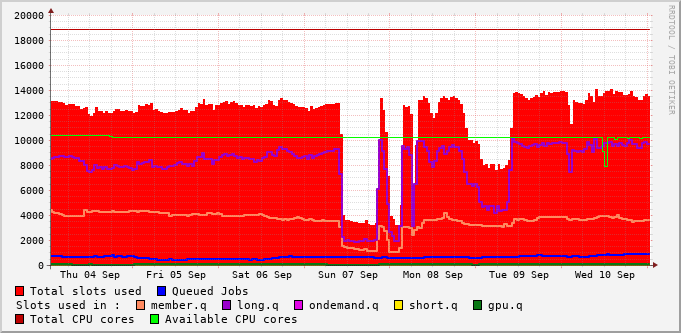 20000
18000
16000
14000
12000
10000
8000
6000
4000
2000
0
Thu 04 Sep Fri 05 Sep Sat 06 Sep Sun 07 Sep Mon 08 Sep Tue 09 Sep Wed 10 Sep
Total slots used Queued Jobs
Slots used in : member.q long.q ondemand.q short.q gpu.q
Total CPU cores Available CPU cores
RRDTOOL / TOBI OETIKER